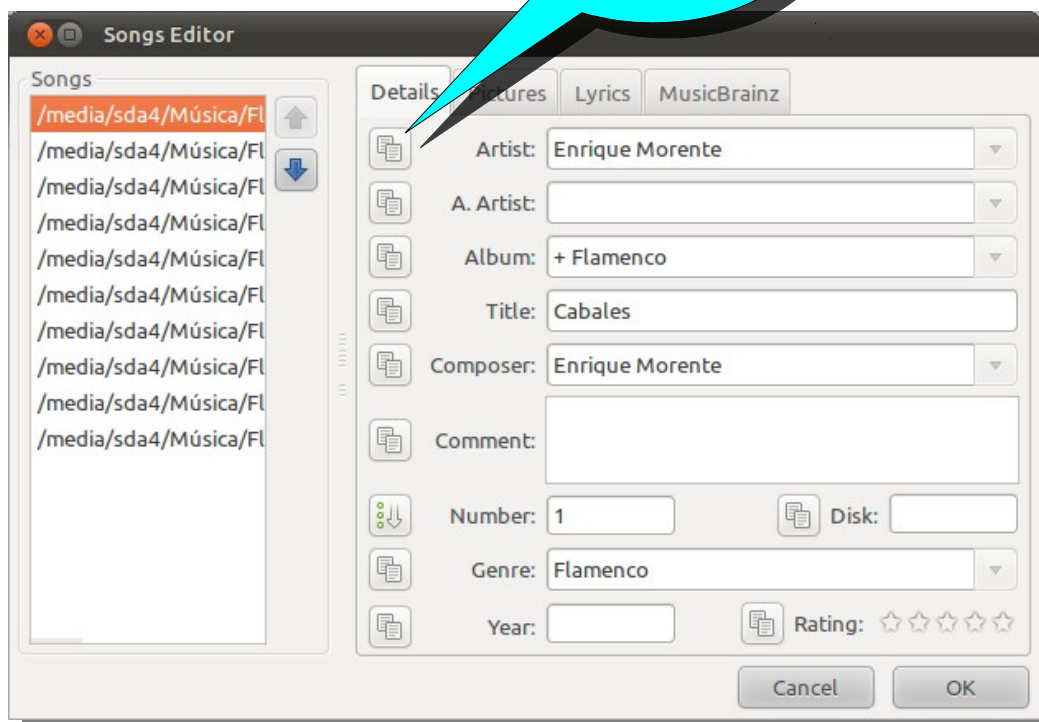 Songs Editor
Songs
/media/sda4/Música/Fl
/media/sda4/Música/Fl
/media/sda4/Música/Fl
/media/sda4/Música/Fl
/media/sda4/Música/Fl
/media/sda4/Música/Fl
/media/sda4/Música/Fl
/media/sda4/Música/Fl
/media/sda4/Música/Fl
/media/sda4/Música/Fl
Details Pictures Lyrics MusicBrainz
Artist: Enrique Morente
A. Artist:
Album: + Flamenco
Title: Cabales
Composer: Enrique Morente
Comment:
Number: 1 Disk:
Genre: Flamenco
Year: Rating:
Cancel OK